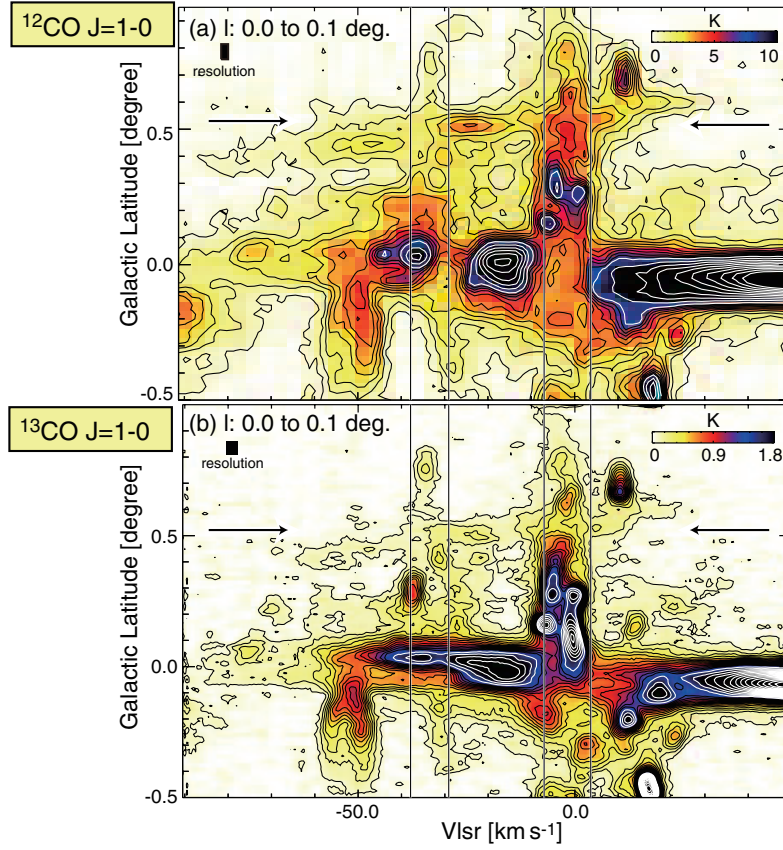 ¹²CO J=1-0
(a) l: 0.0 to 0.1 deg.
resolution
K
0 5 10
0.5
0.0
-0.5
Galactic Latitude [degree]
¹³CO J=1-0
(b) l: 0.0 to 0.1 deg.
resolution
K
0 0.9 1.8
0.5
0.0
-0.5
Galactic Latitude [degree]
-50.0 0.0
Vlsr [km s-1]